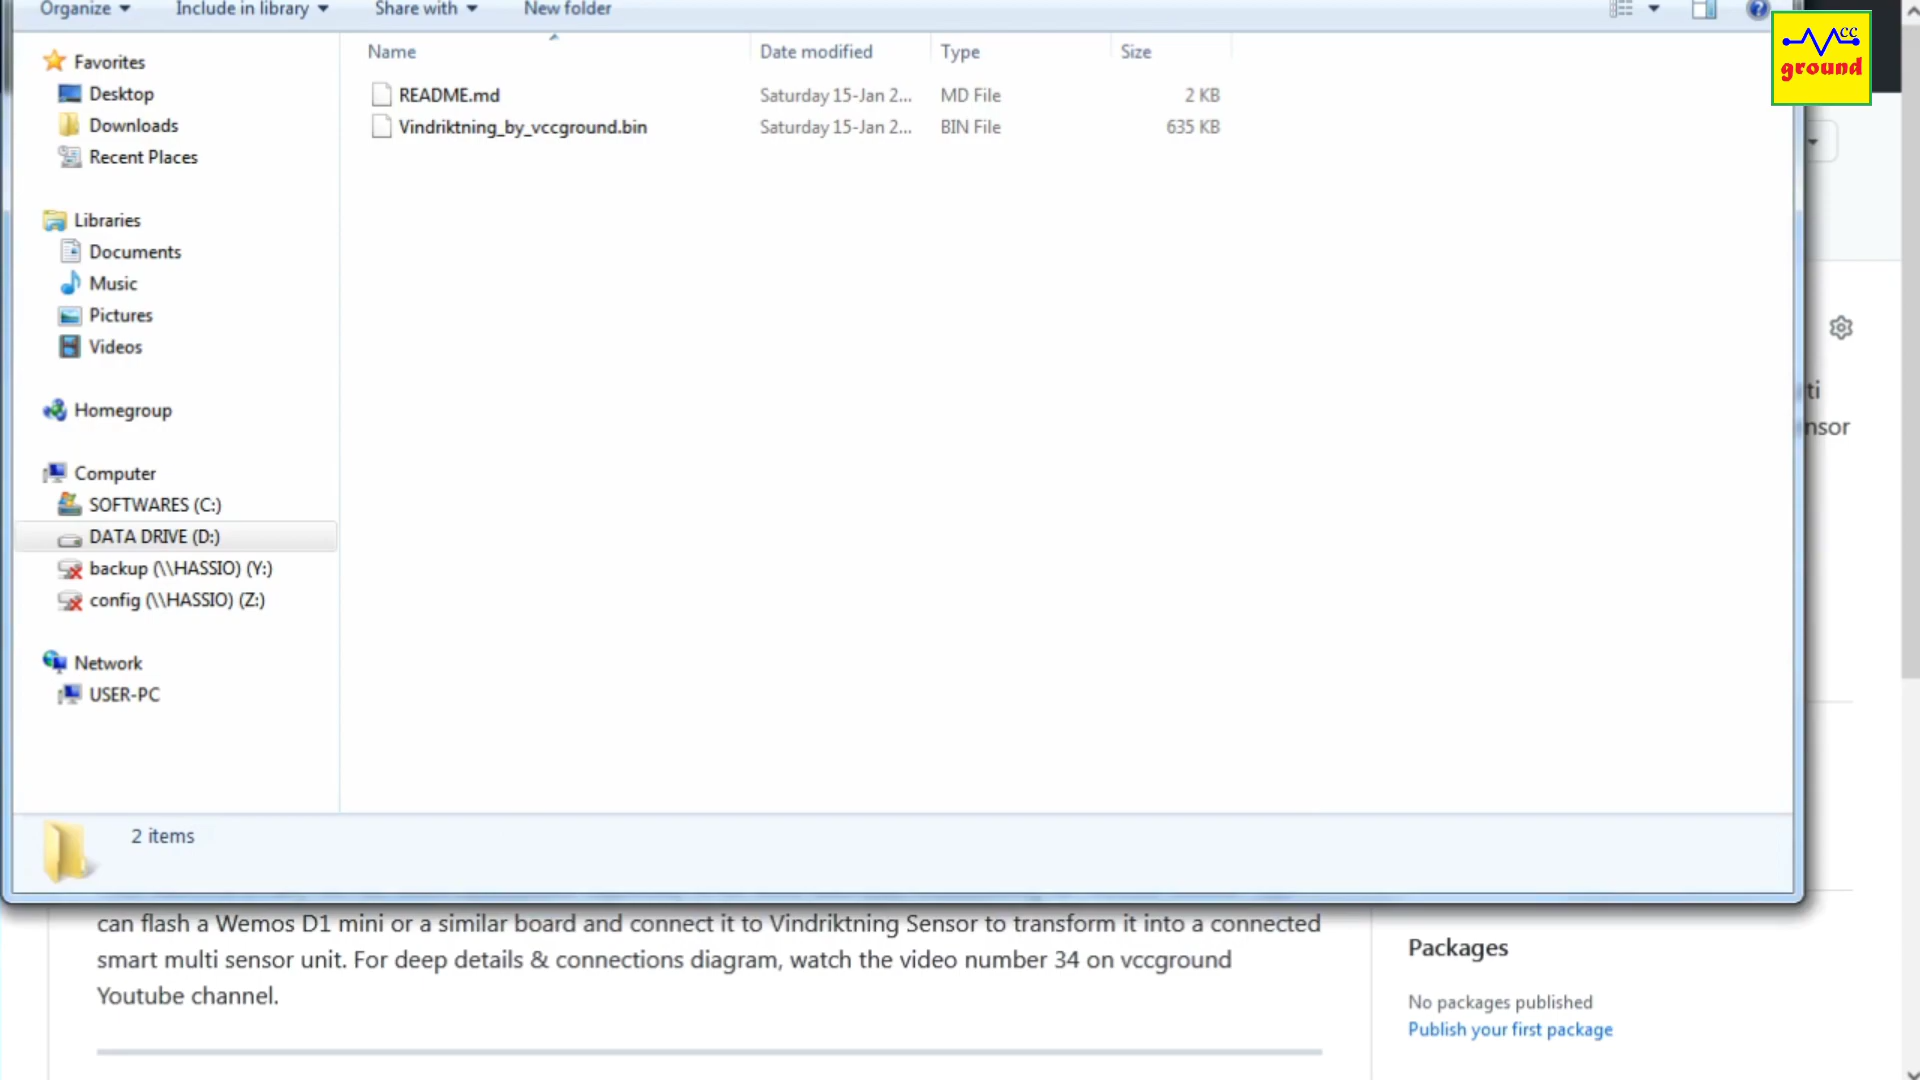 Organize Include in library Share with New folder
Name Date modified Type Size
README.md Saturday 15-Jan 2... MD File 2 KB
Vindriktning_by_vccground.bin Saturday 15-Jan 2... BIN File 635 KB
Favorites
Desktop
Downloads
Recent Places
Libraries
Documents
Music
Pictures
Videos
Homegroup
Computer
SOFTWARES (C:)
DATA DRIVE (D:)
backup (\\HASSIO) (Y:)
config (\\HASSIO) (Z:)
Network
USER-PC
2 items
cc
ground
ti
nsor
can flash a Wemos D1 mini or a similar board and connect it to Vindriktning Sensor to transform it into a connected
smart multi sensor unit. For deep details & connections diagram, watch the video number 34 on vccground
Youtube channel.
Packages
No packages published
Publish your first package